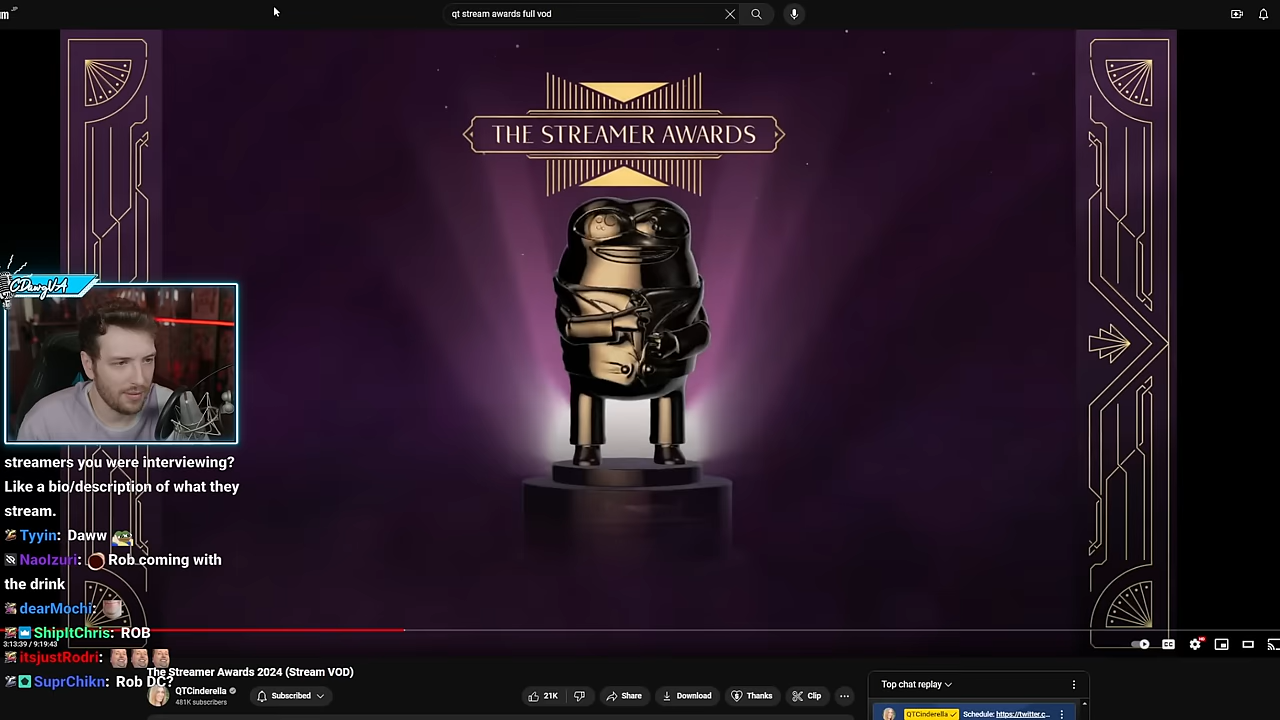 JP
um
qt stream awards full vod
THE STREAMER AWARDS
CDawgVA
streamers you were interviewing?
Like a bio/description of what they
stream.
Tyyin: Daww
NaoIzuri: Rob coming with
the drink
dearMochi:
ShipItChris: ROB
3:13:39 / 9:19:43
itsjustRodri:
SuprChikn: Rob DC?
The Streamer Awards 2024 (Stream VOD)
QTCinderella
481K subscribers
Subscribed
21K
Share
Download
Thanks
Clip
Top chat replay
QTCinderella
Schedule: https://twitter.c...